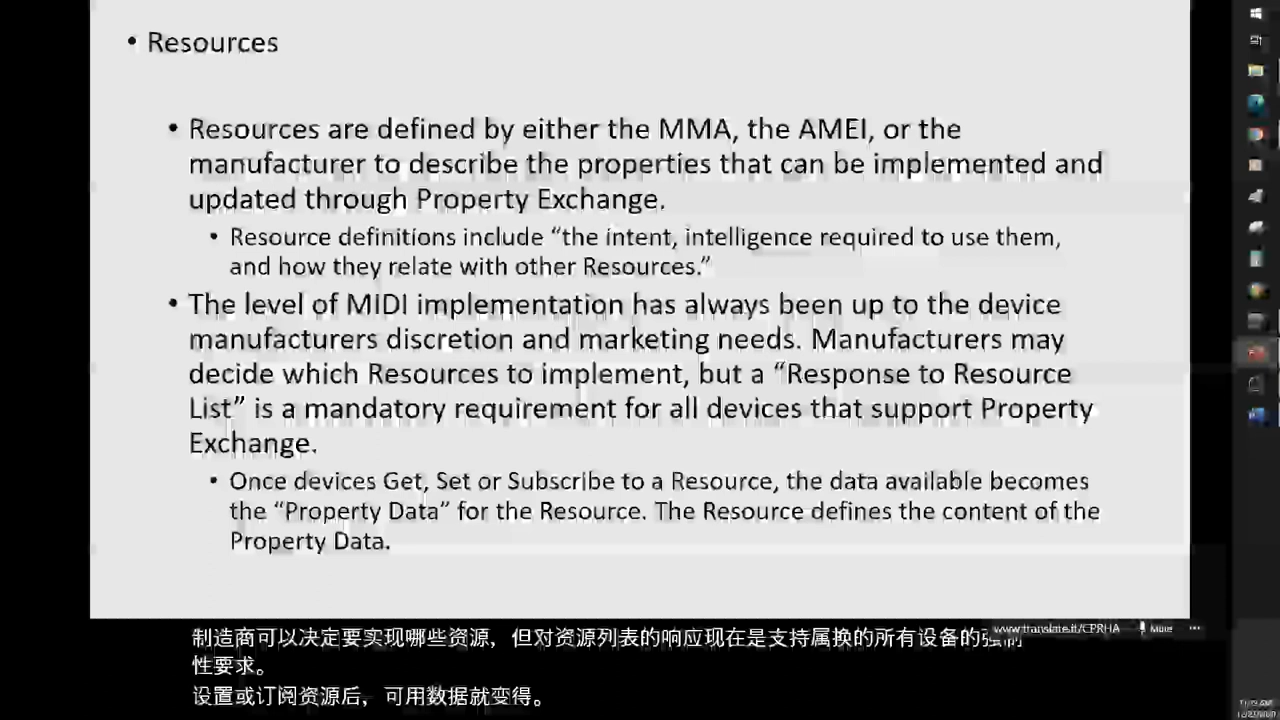 • Resources
• Resources are defined by either the MMA, the AMEI, or the
manufacturer to describe the properties that can be implemented and
updated through Property Exchange.
• Resource definitions include “the intent, intelligence required to use them,
and how they relate with other Resources.”
• The level of MIDI implementation has always been up to the device
manufacturers discretion and marketing needs. Manufacturers may
decide which Resources to implement, but a “Response to Resource
List” is a mandatory requirement for all devices that support Property
Exchange.
• Once devices Get, Set or Subscribe to a Resource, the data available becomes
the “Property Data” for the Resource. The Resource defines the content of the
Property Data.
www.translate.it/CPRHA
制造商可以决定要实现哪些资源，但对资源列表的响应现在是支持属换的所有设备的强制
性要求。
设置或订阅资源后，可用数据就变得。